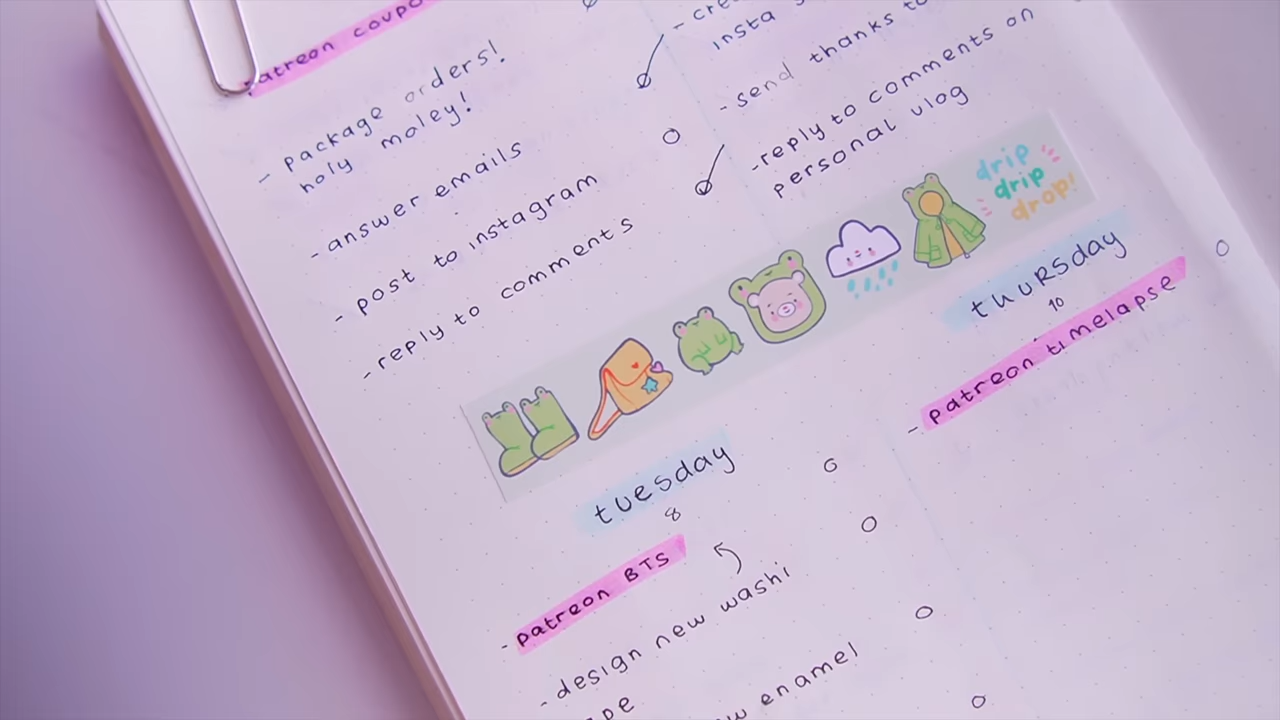 patreon coupo
- package orders!
holy moley!
- answer emails
- post to instagram
- reply to comments
- cre
insta
- send thanks to
- reply to comments on
personal vlog
drip
drip
drop!
tuesday
8
- patreon BTS
- design new washi
pe
w enamel
thursday
10
- patreon timelapse